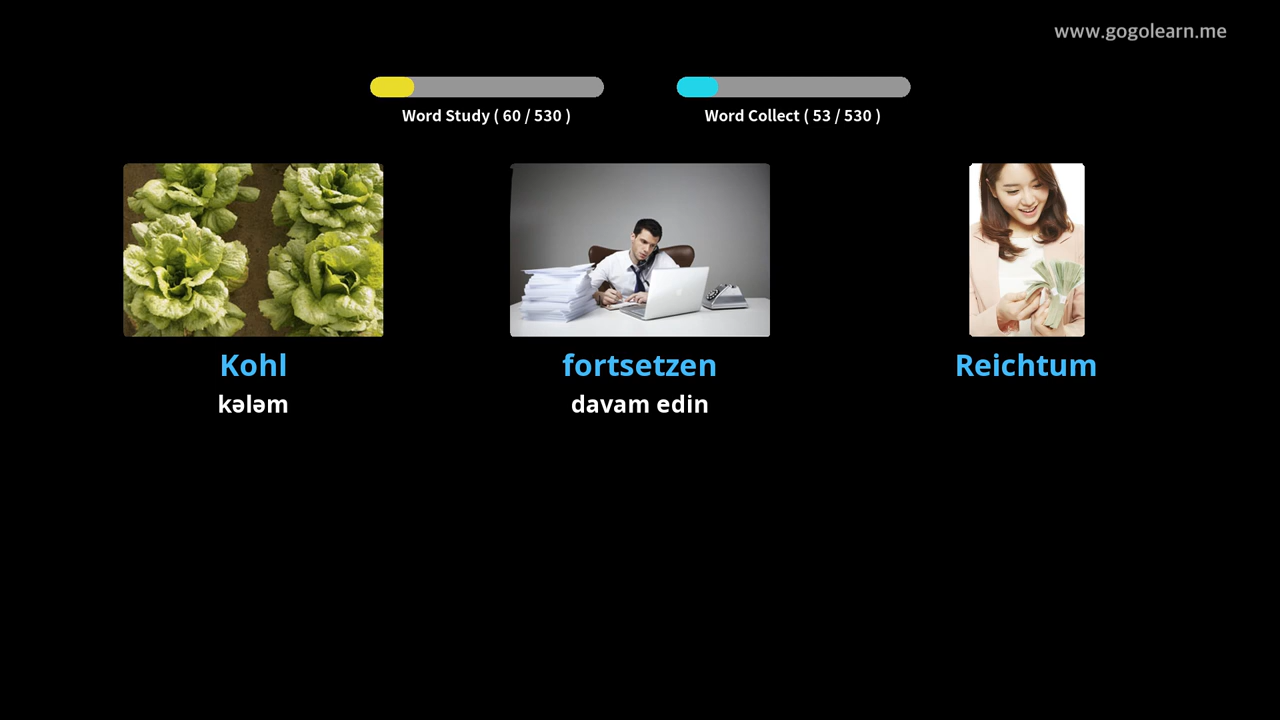 www.gogolearn.me
Word Study ( 60 / 530 )
Word Collect ( 53 / 530 )
Kohl
kələm
fortsetzen
davam edin
Reichtum